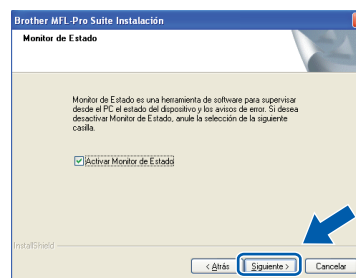 Brother MFL-Pro Suite Instalación
Monitor de Estado
Monitor de Estado es una herramienta de software para supervisar
desde el PC el estado del dispositivo y los avisos de error. Si desea
desactivar Monitor de Estado, anule la selección de la siguiente
casilla.
Activar Monitor de Estado
InstallShield
< Atrás
Siguiente >
Cancelar